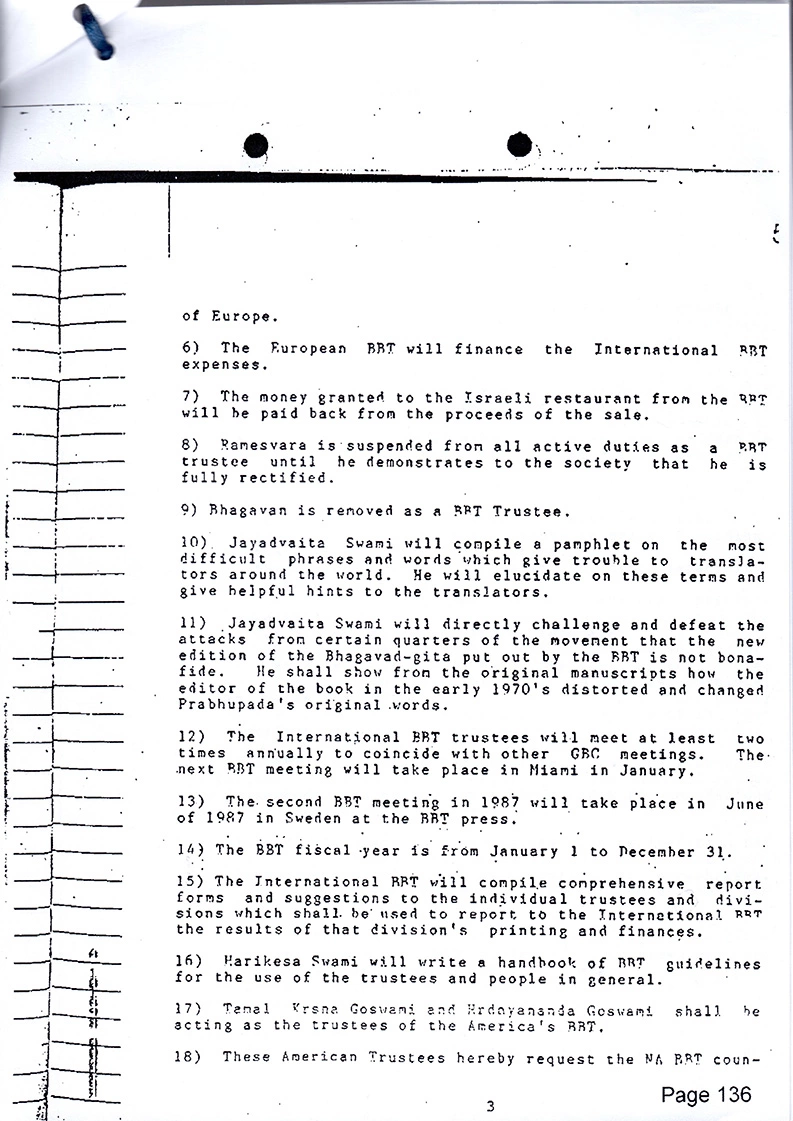 of Europe.
6) The European BBT will finance the International BBT
expenses.
7) The money granted to the Israeli restaurant from the BBT
will be paid back from the proceeds of the sale.
8) Ramesvara is suspended from all active duties as a BBT
trustee until he demonstrates to the society that he is
fully rectified.
9) Bhagavan is removed as a BBT Trustee.
10) Jayadvaita Swami will compile a pamphlet on the most
difficult phrases and words which give trouble to transla-
tors around the world. He will elucidate on these terms and
give helpful hints to the translators.
11) Jayadvaita Swami will directly challenge and defeat the
attacks from certain quarters of the movement that the new
edition of the Bhagavad-gita put out by the BBT is not bona-
fide. He shall show from the original manuscripts how the
editor of the book in the early 1970's distorted and changed
Prabhupada's original words.
12) The International BBT trustees will meet at least two
times annually to coincide with other GBC meetings. The
next BBT meeting will take place in Miami in January.
13) The second BBT meeting in 1987 will take place in June
of 1987 in Sweden at the BBT press.
14) The BBT fiscal year is from January 1 to December 31.
15) The International BBT will compile comprehensive report
forms and suggestions to the individual trustees and divi-
sions which shall be used to report to the International BBT
the results of that division's printing and finances.
16) Harikesa Swami will write a handbook of BBT guidelines
for the use of the trustees and people in general.
17) Tamal Krsna Goswami and Hrdayananda Goswami shall be
acting as the trustees of the America's BBT.
18) These American Trustees hereby request the NA BBT coun-
3
Page 136